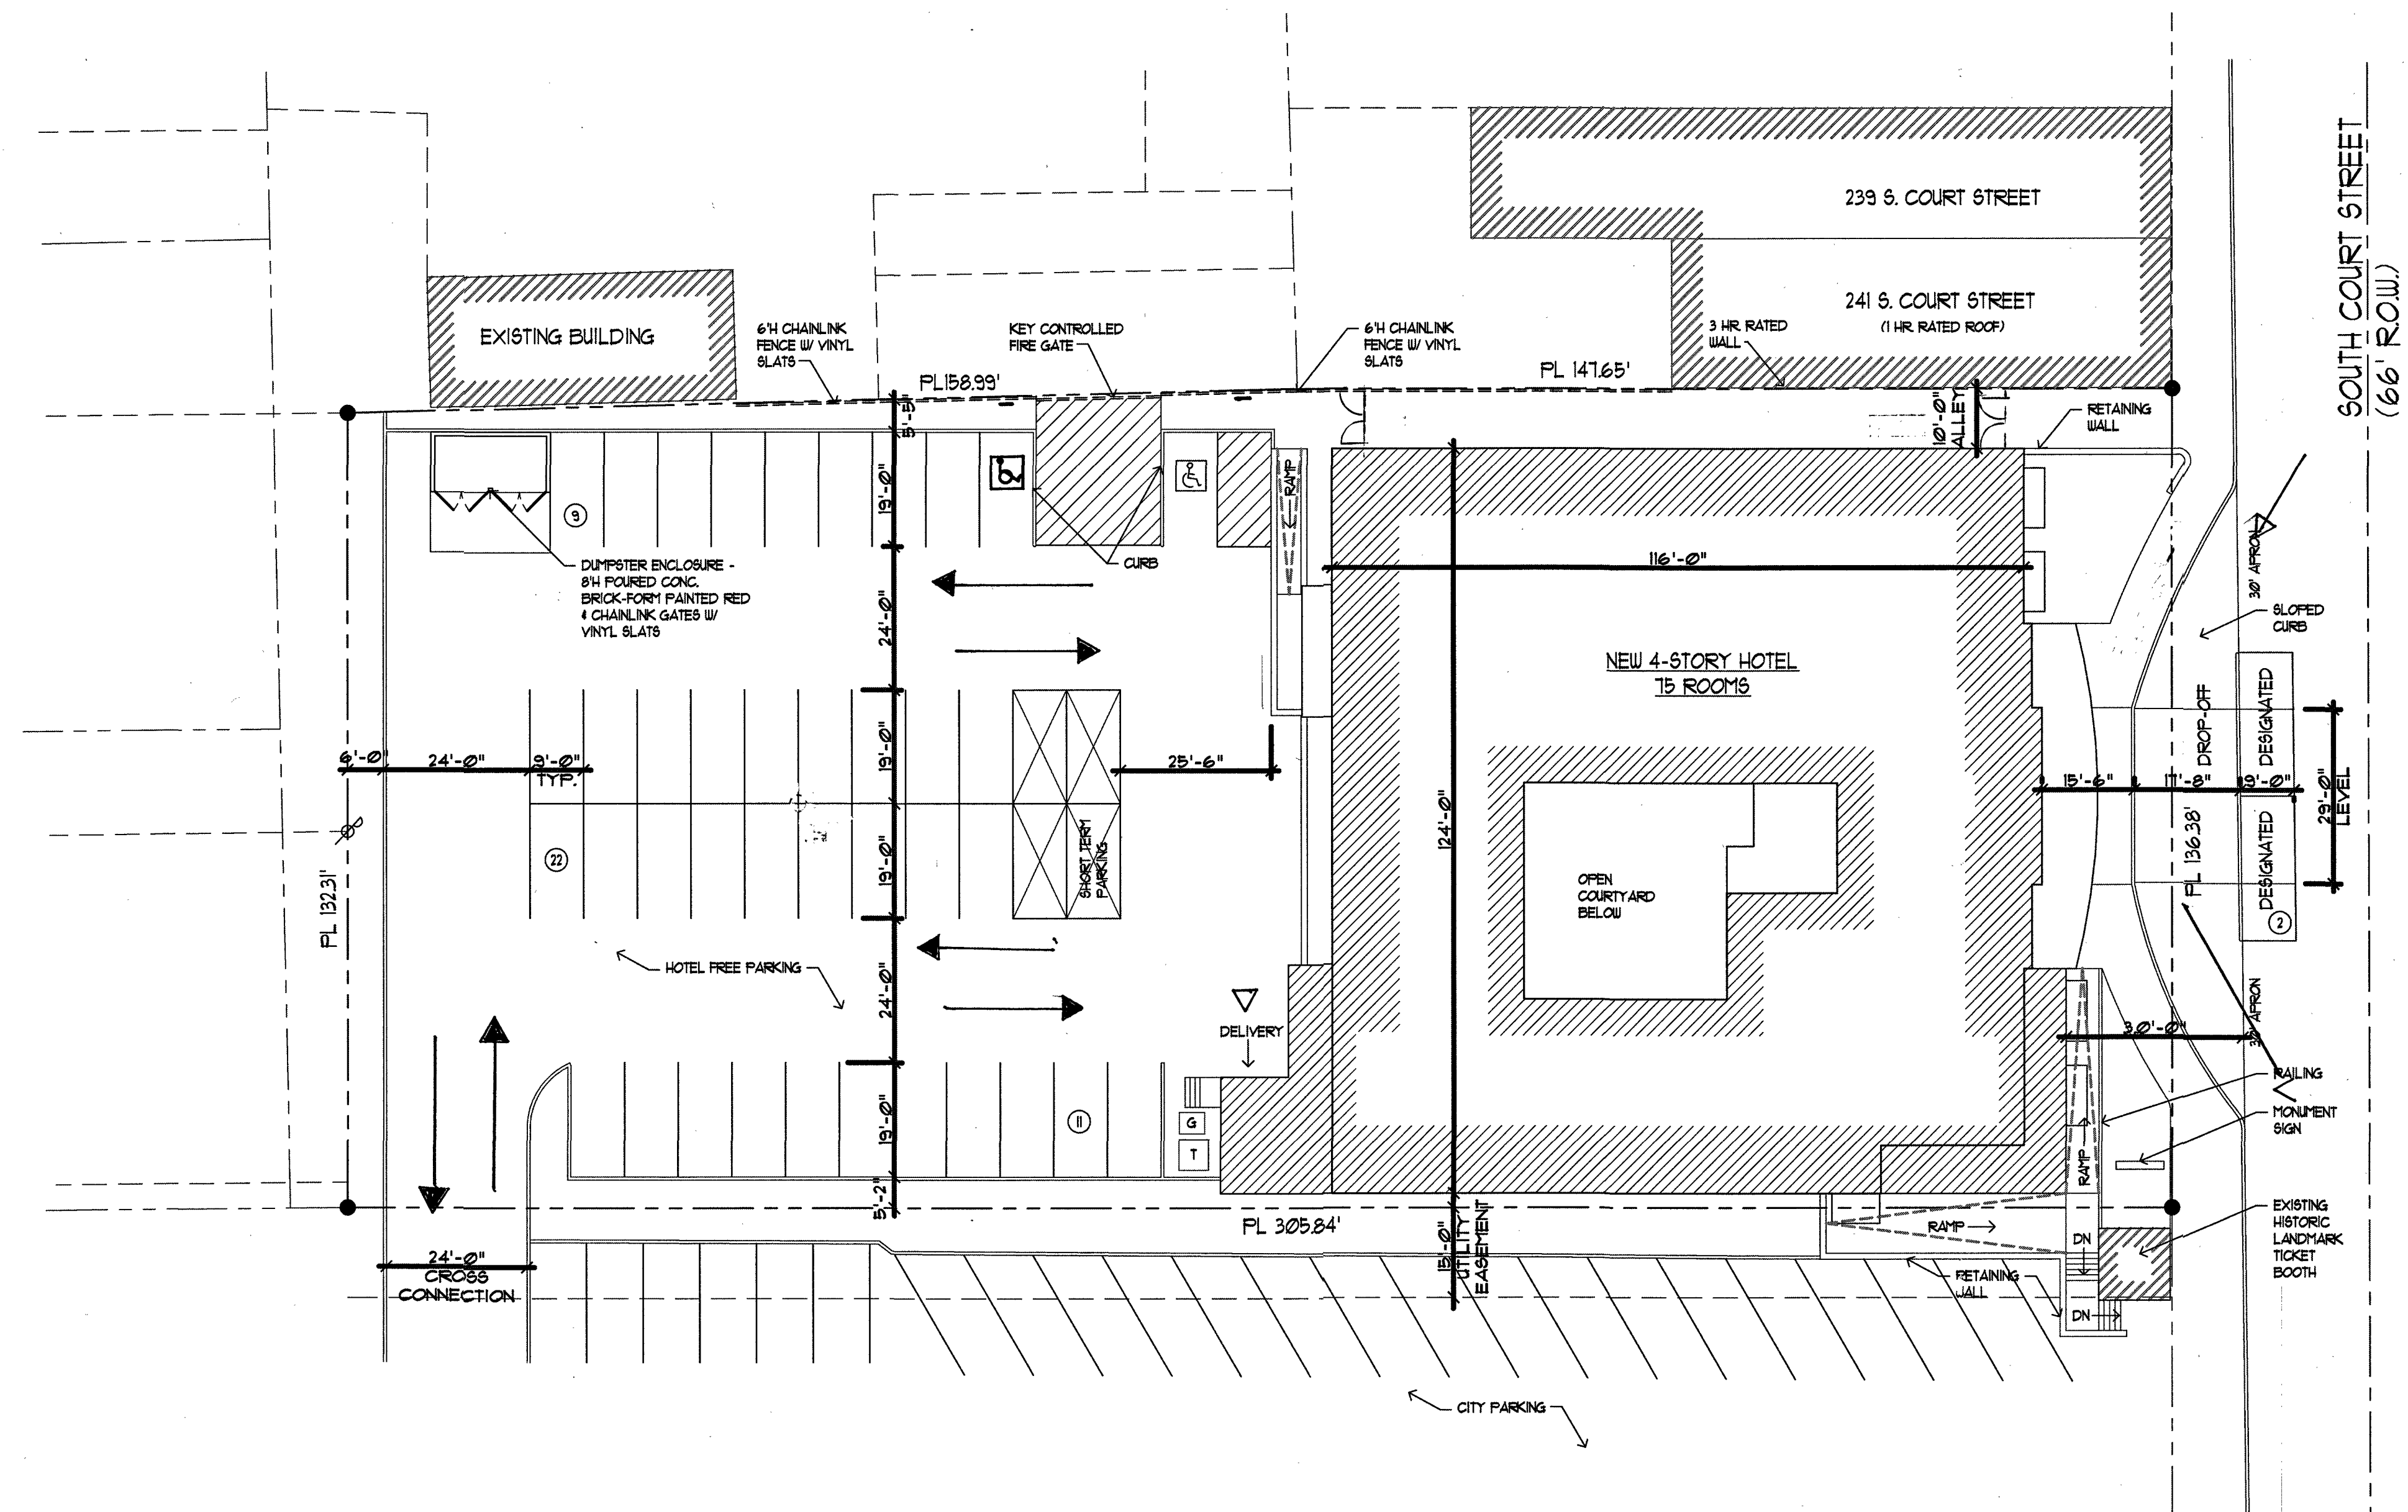 SOUTH COURT STREET
(66' R.O.W.)
239 S. COURT STREET
241 S. COURT STREET
(1 HR. RATED ROOF)
3 HR. RATED
WALL
EXISTING BUILDING
6'H CHAINLINK
FENCE W/ VINYL
SLATS
KEY CONTROLLED
FIRE GATE
6'H CHAINLINK
FENCE W/ VINYL
SLATS
PL158.99'
PL 147.65'
5'-5"
10'-0"
ALLEY
RETAINING
WALL
9
19'-0"
RAMP
DUMPSTER ENCLOSURE -
8'H POURED CONC.
BRICK-FORM PAINTED RED
& CHAINLINK GATES W/
VINYL SLATS
CURB
116'-0"
30' APRON
SLOPED
CURB
24'-0"
NEW 4-STORY HOTEL
75 ROOMS
DROP-OFF
DESIGNATED
6'-0"
24'-0"
9'-0"
TYP.
19'-0"
25'-6"
15'-6"
17'-8"
9'-0"
29'-0"
LEVEL
124'-0"
PL 132.31'
22
19'-0"
SHORT TERM
PARKING
OPEN
COURTYARD
BELOW
PL 136.38'
DESIGNATED
2
HOTEL FREE PARKING
24'-0"
DELIVERY
30' APRON
30'-0"
RAILING
MONUMENT
SIGN
19'-0"
11
G
T
RAMP
5'-2"
PL 305.84'
15'-0"
UTILITY
EASEMENT
RAMP
DN
EXISTING
HISTORIC
LANDMARK
TICKET
BOOTH
24'-0"
CROSS
CONNECTION
RETAINING
WALL
DN
CITY PARKING